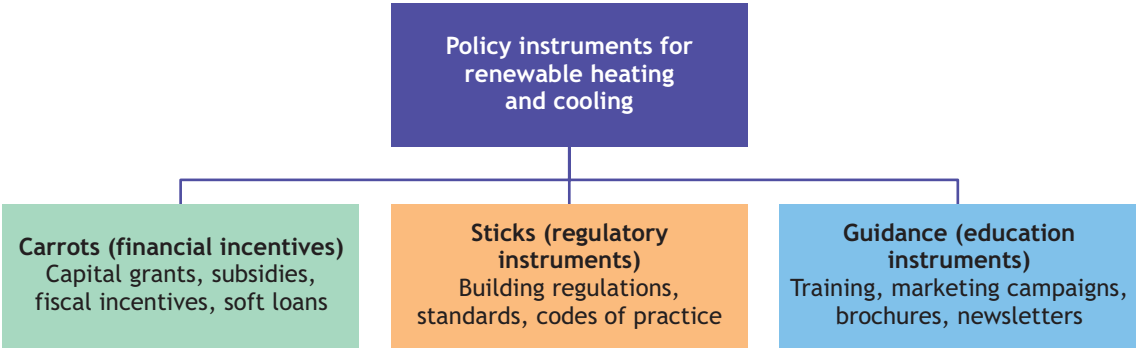 Policy instruments for
renewable heating
and cooling
Carrots (financial incentives)
Capital grants, subsidies,
fiscal incentives, soft loans
Sticks (regulatory
instruments)
Building regulations,
standards, codes of practice
Guidance (education
instruments)
Training, marketing campaigns,
brochures, newsletters